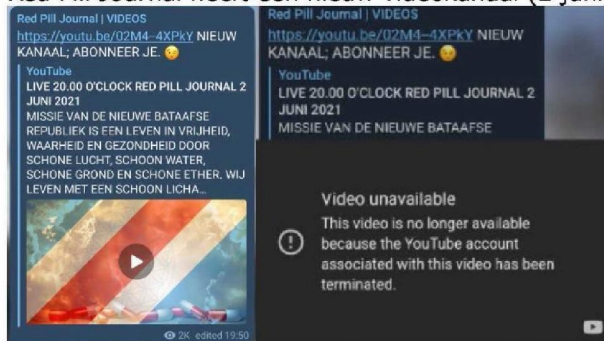 Red Pill Journal | VIDEOS
https://youtu.be/02M4--4XPkY NIEUW
KANAAL; ABONNEER JE.
YouTube
LIVE 20.00 O'CLOCK RED PILL JOURNAL 2
JUNI 2021
MISSIE VAN DE NIEUWE BATAAFSE
REPUBLIEK IS EEN LEVEN IN VRIJHEID,
WAARHEID EN GEZONDHEID DOOR
SCHONE LUCHT, SCHOON WATER,
SCHONE GROND EN SCHONE ETHER. WIJ
LEVEN MET EEN SCHOON LICHA...
2K edited 19:50
Red Pill Journal | VIDEOS
https://youtu.be/02M4--4XPkY NIEUW
KANAAL; ABONNEER JE.
YouTube
LIVE 20.00 O'CLOCK RED PILL JOURNAL 2
JUNI 2021
MISSIE VAN DE NIEUWE BATAAFSE
Video unavailable
This video is no longer available
because the YouTube account
associated with this video has been
terminated.